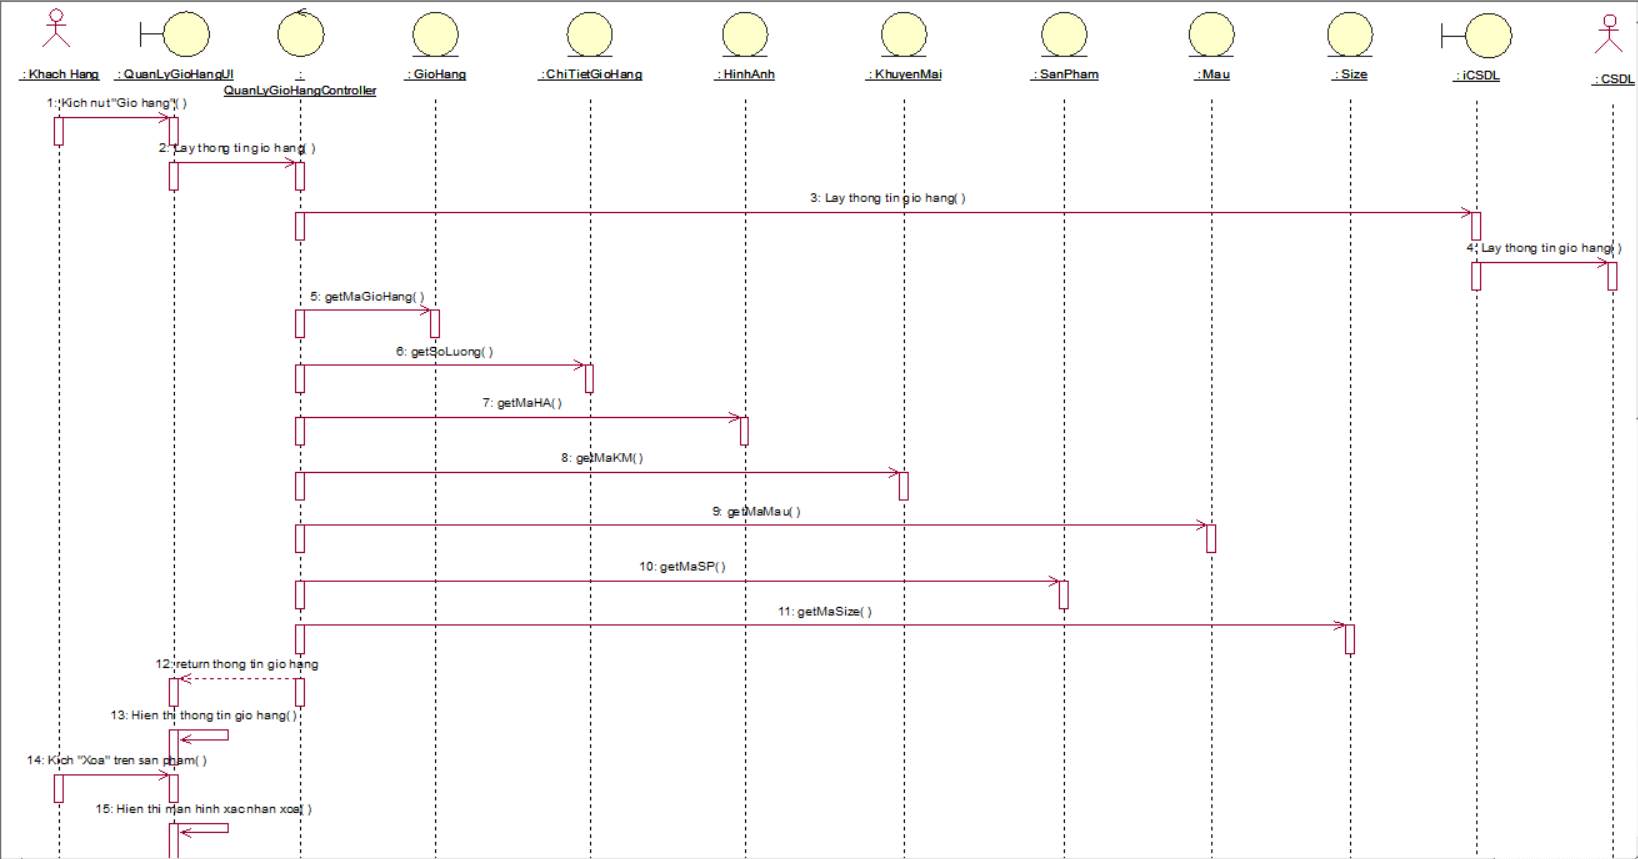 : Khach Hang
: QuanLyGioHangUI
:
QuanLyGioHangController
: GioHang
: ChiTietGioHang
: HinhAnh
: KhuyenMai
: SanPham
: Mau
: Size
: iCSDL
: CSDL
1: Kich nut "Gio hang"( )
2: Lay thong tin gio hang( )
3: Lay thong tin gio hang( )
4: Lay thong tin gio hang( )
5: getMaGioHang( )
6: getSoLuong( )
7: getMaHA( )
8: getMaKM( )
9: getMaMau( )
10: getMaSP( )
11: getMaSize( )
12: return thong tin gio hang
13: Hien thi thong tin gio hang( )
14: Kich "Xoa" tren san pham( )
15: Hien thi man hinh xac nhan xoa( )